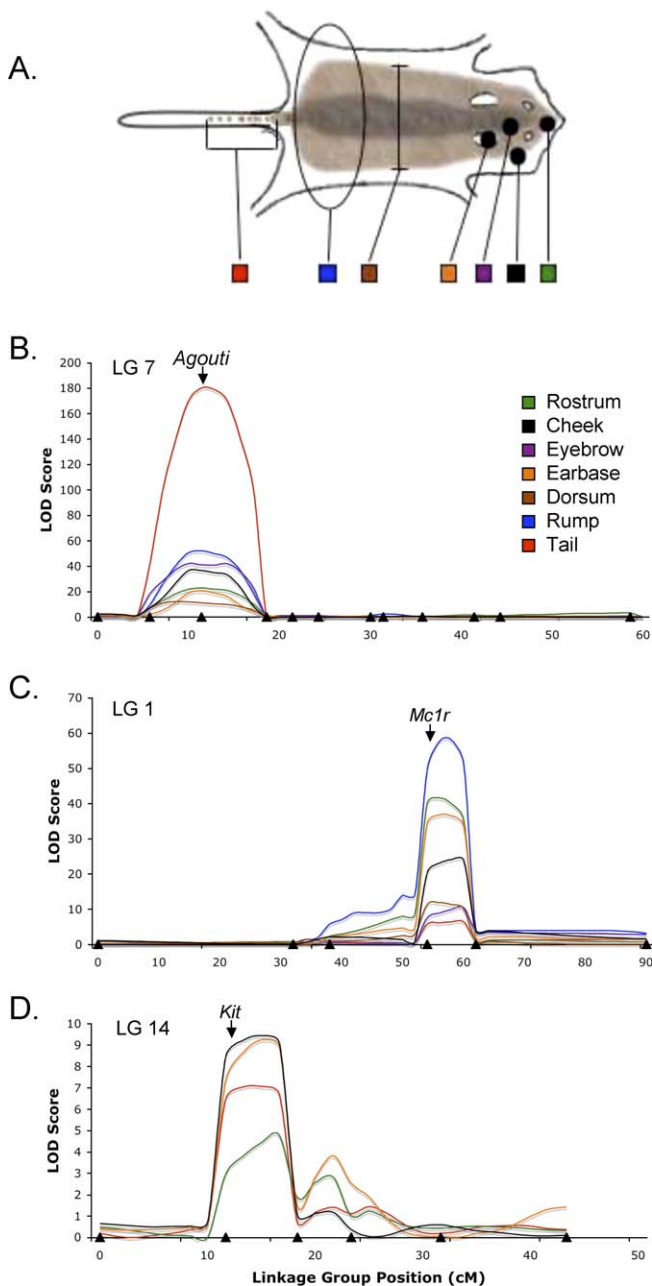 A.
B.
LG 7
Agouti
LOD Score
200
180
160
140
120
100
80
60
40
20
0
Rostrum
Cheek
Eyebrow
Earbase
Dorsum
Rump
Tail
0 10 20 30 40 50 60
C.
LG 1
Mc1r
LOD Score
70
60
50
40
30
20
10
0
0 10 20 30 40 50 60 70 80 90
D.
LG 14
Kit
LOD Score
10
9
8
7
6
5
4
3
2
1
0
0 10 20 30 40 50
Linkage Group Position (cM)